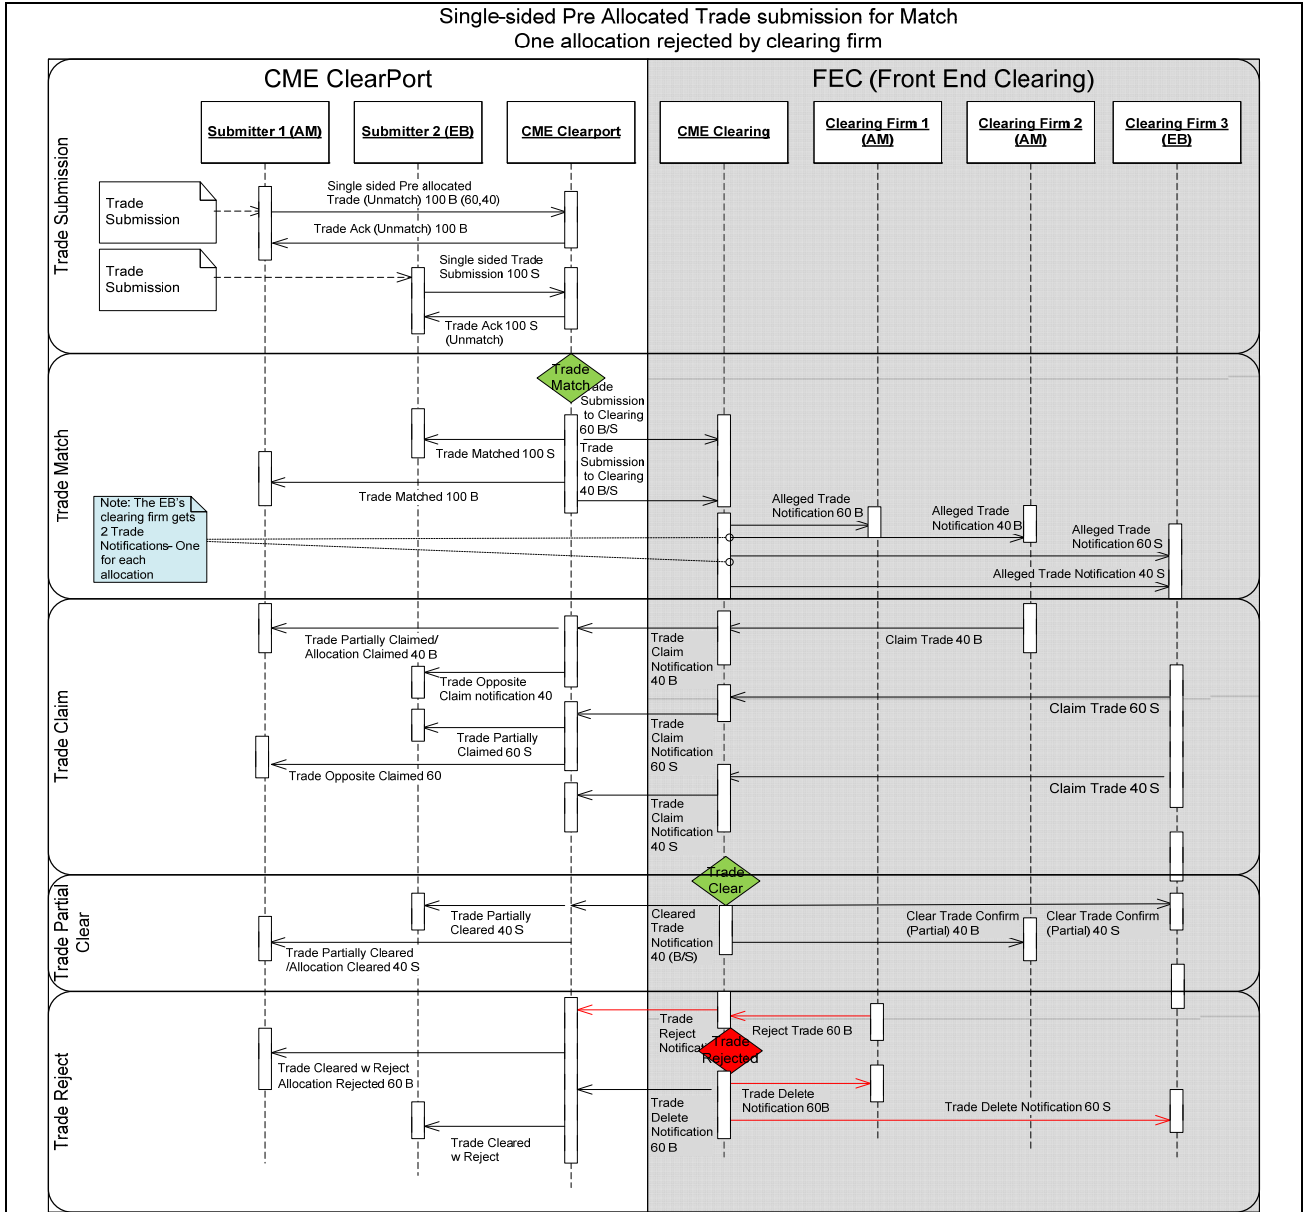 Single-sided Pre Allocated Trade submission for Match
One allocation rejected by clearing firm
CME ClearPort
FEC (Front End Clearing)
Submitter 1 (AM)
Submitter 2 (EB)
CME Clearport
CME Clearing
Clearing Firm 1
(AM)
Clearing Firm 2
(AM)
Clearing Firm 3
(EB)
Trade Submission
Trade
Submission
Single sided Pre allocated
Trade (Unmatch) 100 B (60,40)
Trade Ack (Unmatch) 100 B
Trade
Submission
Single sided Trade
Submission 100 S
Trade Ack 100 S
(Unmatch)
Trade Match
Trade
Match
ade
Submission
to Clearing
60 B/S
Trade Matched 100 S
Trade
Submission
to Clearing
40 B/S
Trade Matched 100 B
Note: The EB's
clearing firm gets
2 Trade
Notifications- One
for each
allocation
Alleged Trade
Notification 60 B
Alleged Trade
Notification 40 B
Alleged Trade
Notification 60 S
Alleged Trade Notification 40 S
Trade Claim
Trade Partially Claimed/
Allocation Claimed 40 B
Trade
Claim
Notification
40 B
Claim Trade 40 B
Trade Opposite
Claim notification 40
Claim Trade 60 S
Trade Partially
Claimed 60 S
Trade
Claim
Notification
60 S
Trade Opposite Claimed 60
Claim Trade 40 S
Trade
Claim
Notification
40 S
Trade Partial
Clear
Trade
Clear
Trade Partially
Cleared 40 S
Cleared
Trade
Notification
40 (B/S)
Clear Trade Confirm
(Partial) 40 B
Clear Trade Confirm
(Partial) 40 S
Trade Partially Cleared
/Allocation Cleared 40 S
Trade Reject
Trade
Reject
Notificat
Reject Trade 60 B
Trade
Rejected
Trade Cleared w Reject
Allocation Rejected 60 B
Trade Delete
Notification 60B
Trade
Delete
Notification
60 B
Trade Delete Notification 60 S
Trade Cleared
w Reject